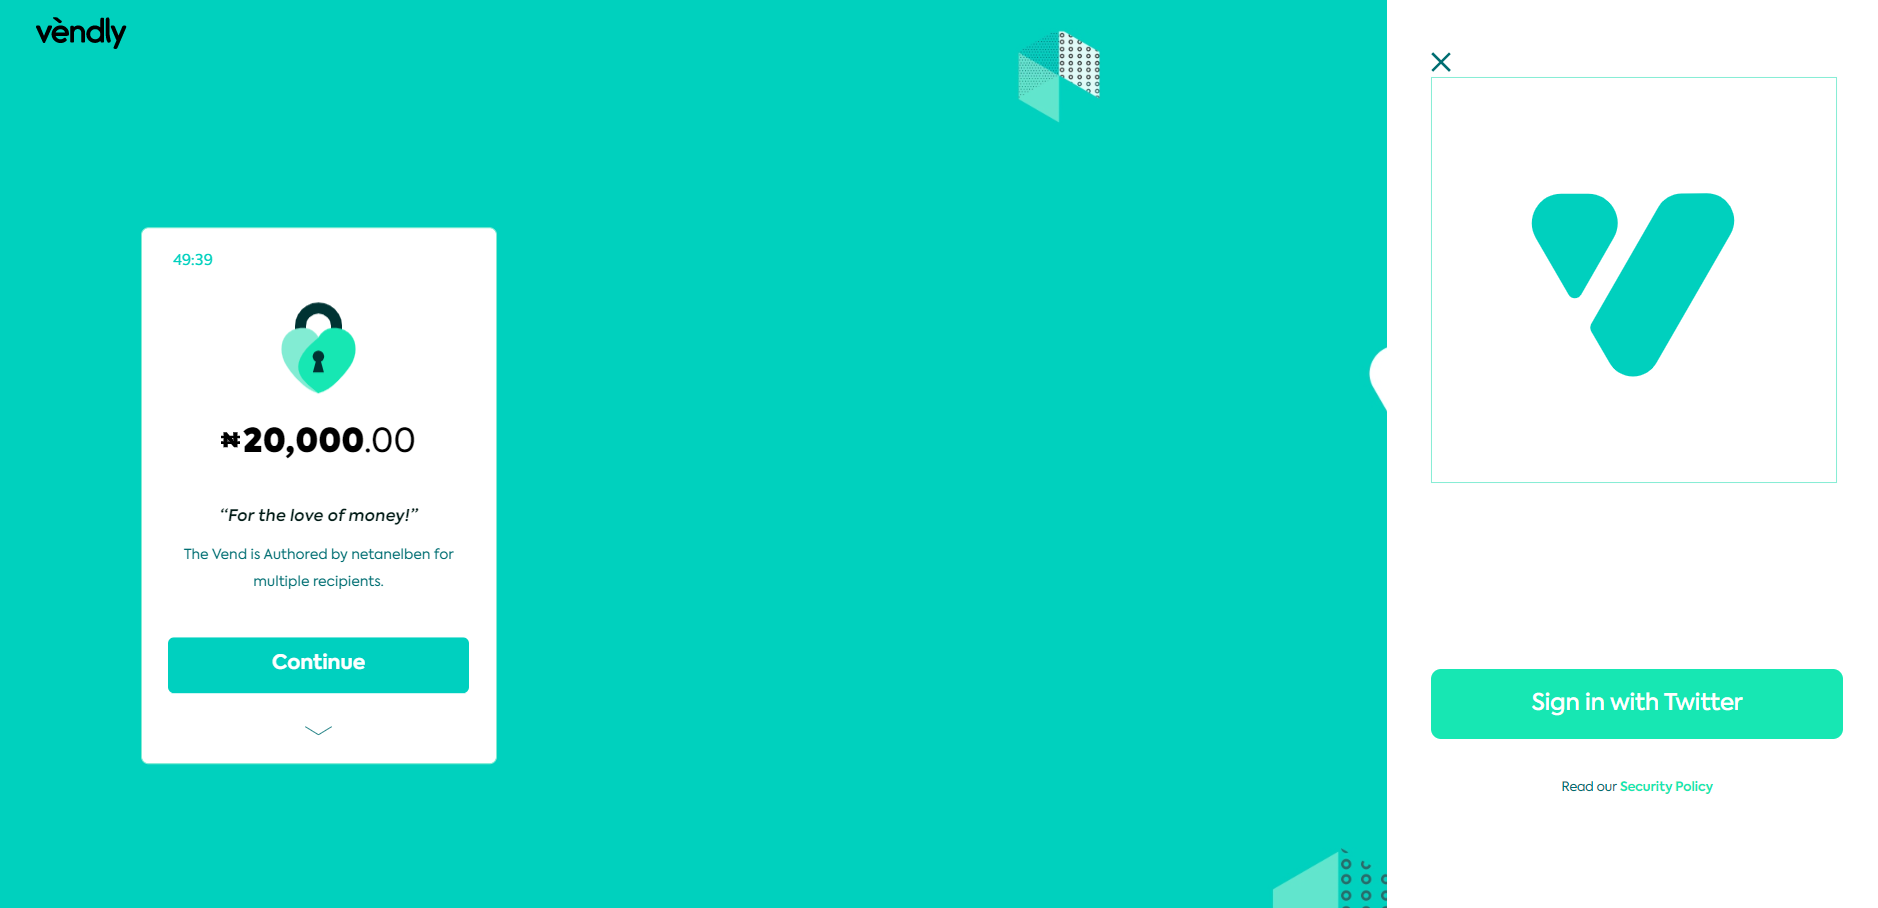 vèndly
49:39
₦20,000.00
“For the love of money!”
The Vend is Authored by netanelben for
multiple recipients.
Continue
Sign in with Twitter
Read our Security Policy